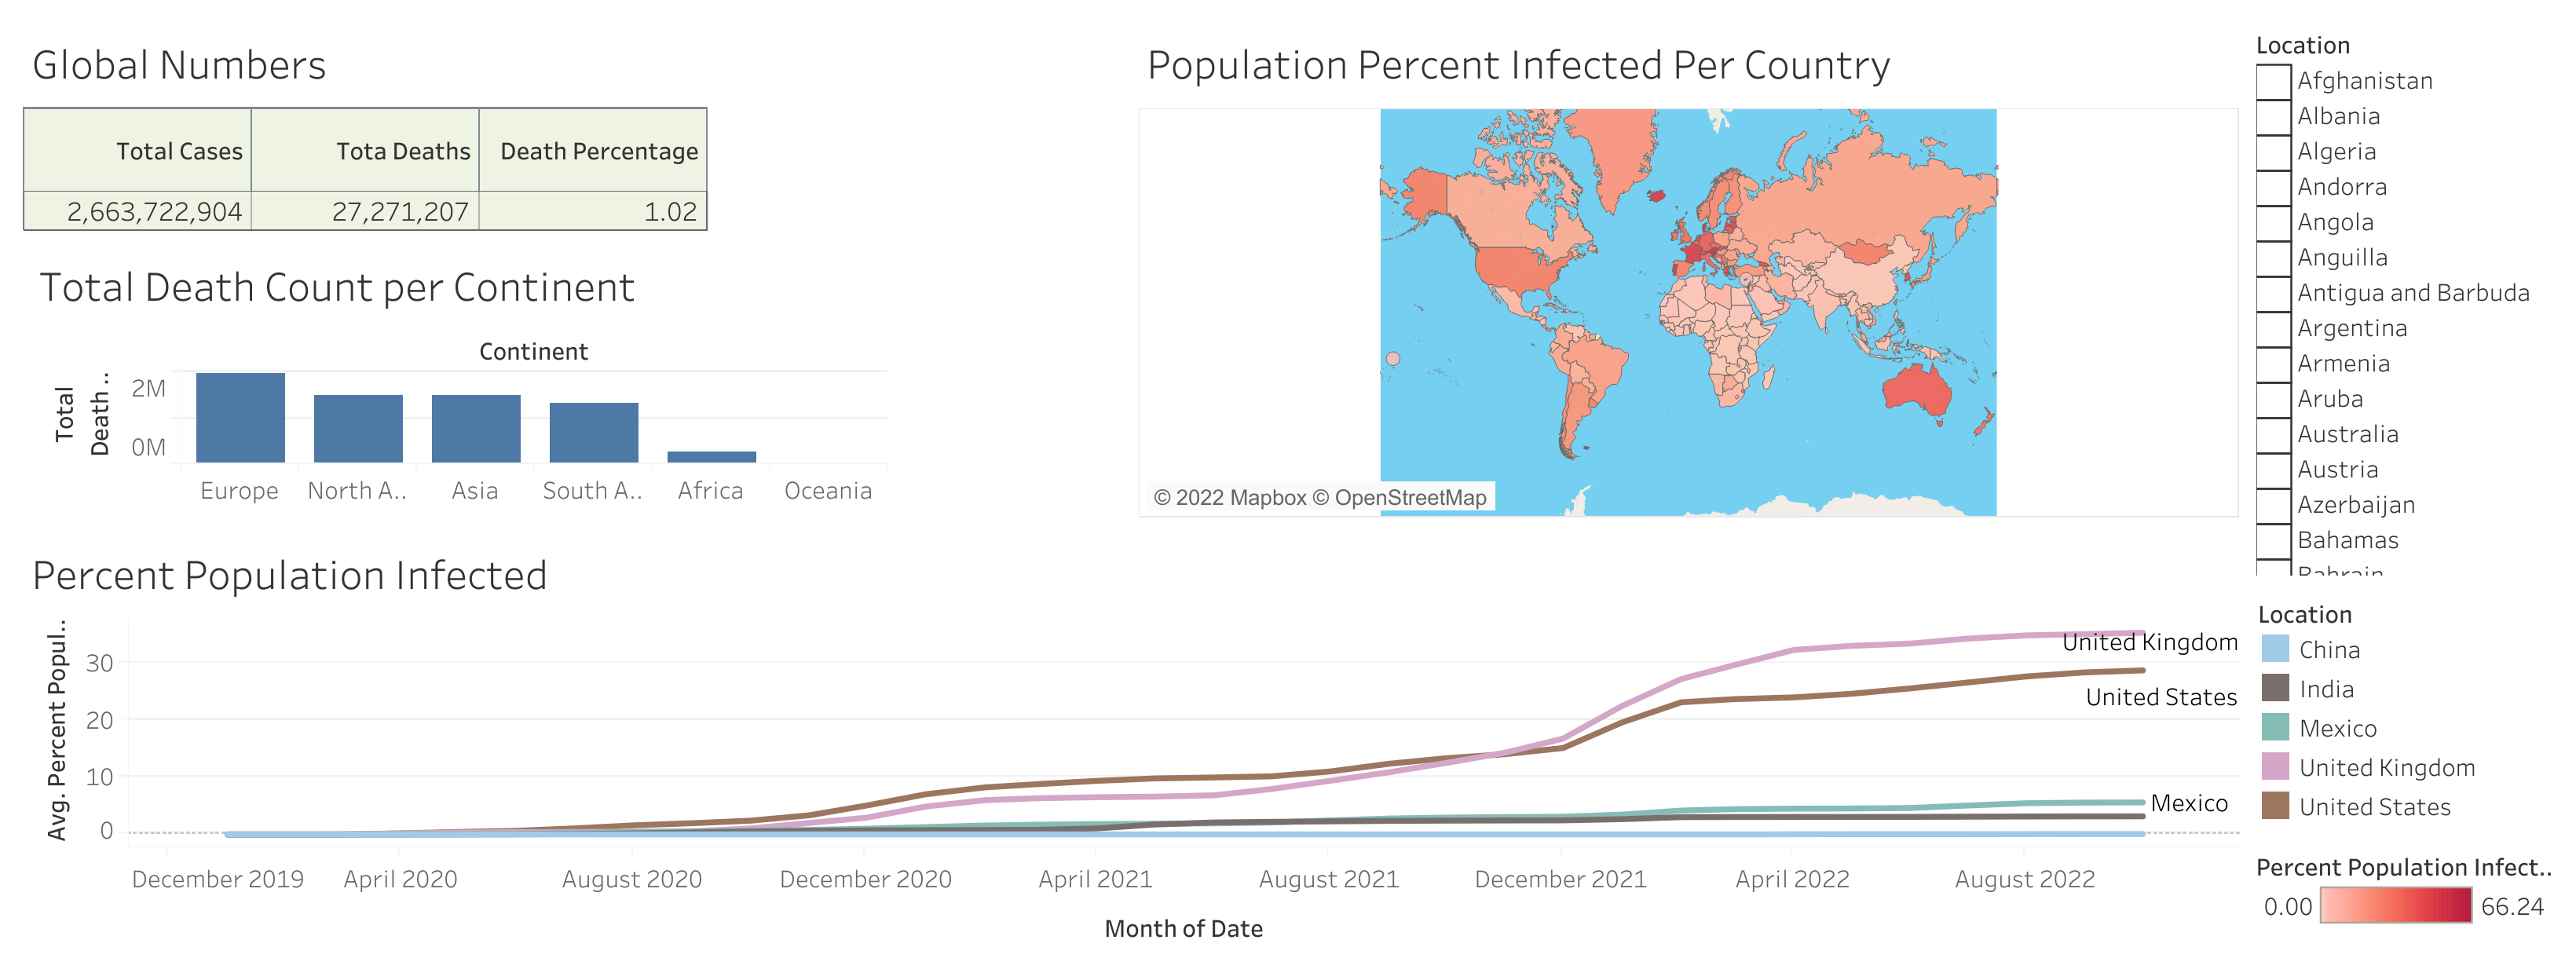 Global Numbers
Total Cases
Tota Deaths
Death Percentage
2,663,722,904
27,271,207
1.02
Total Death Count per Continent
Continent
Total
Death..
2M
0M
Europe
North A..
Asia
South A..
Africa
Oceania
Population Percent Infected Per Country
© 2022 Mapbox © OpenStreetMap
Location
Afghanistan
Albania
Algeria
Andorra
Angola
Anguilla
Antigua and Barbuda
Argentina
Armenia
Aruba
Australia
Austria
Azerbaijan
Bahamas
Bahrain
Percent Population Infected
Avg. Percent Popul..
30
20
10
0
United Kingdom
United States
Mexico
December 2019
April 2020
August 2020
December 2020
April 2021
August 2021
December 2021
April 2022
August 2022
Month of Date
Location
China
India
Mexico
United Kingdom
United States
Percent Population Infect..
0.00
66.24